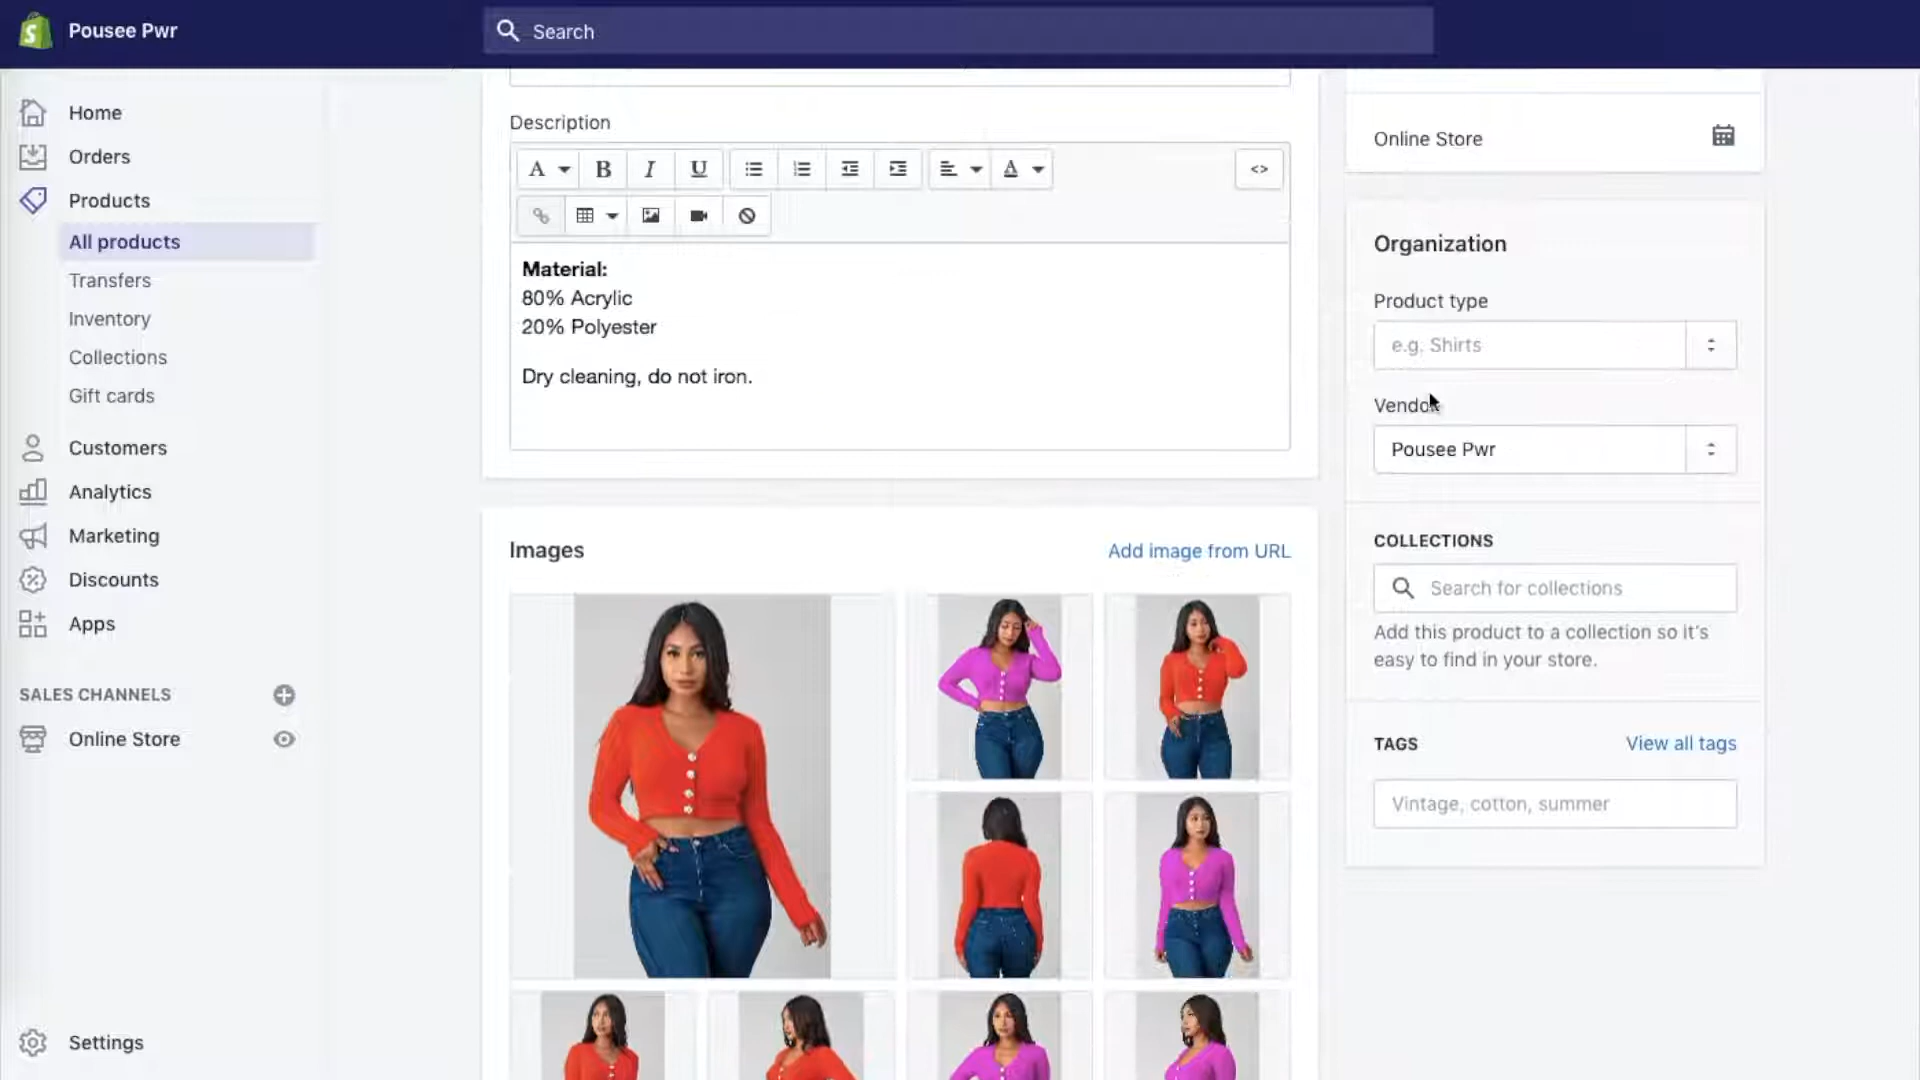 Pousee Pwr
Search
Home
Orders
Products
All products
Transfers
Inventory
Collections
Gift cards
Customers
Analytics
Marketing
Discounts
Apps
SALES CHANNELS
Online Store
Settings
Description
A
B
I
U
A
<>
Material:
80% Acrylic
20% Polyester
Dry cleaning, do not iron.
Images
Add image from URL
Online Store
Organization
Product type
e.g. Shirts
Vendor
Pousee Pwr
COLLECTIONS
Search for collections
Add this product to a collection so it's
easy to find in your store.
TAGS
View all tags
Vintage, cotton, summer